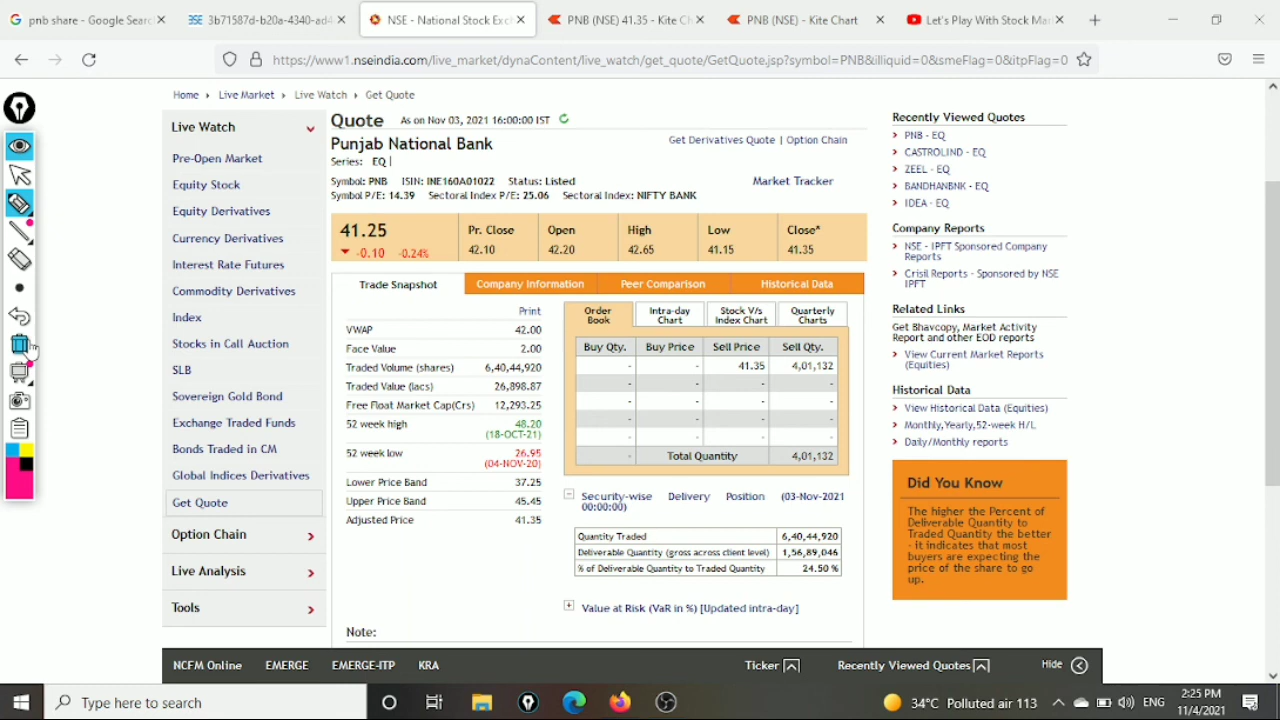 pnb share - Google Searc
3b71587d-b20a-4340-ad4
NSE - National Stock Exc
PNB (NSE) 41.35 - Kite C
PNB (NSE) - Kite Chart
Let's Play With Stock Ma
https://www1.nseindia.com/live_market/dynaContent/live_watch/get_quote/GetQuote.jsp?symbol=PNB&illiquid=0&smeFlag=0&itpFlag=0
Home Live Market Live Watch Get Quote
Live Watch
Pre-Open Market
Equity Stock
Equity Derivatives
Currency Derivatives
Interest Rate Futures
Commodity Derivatives
Index
Stocks in Call Auction
SLB
Sovereign Gold Bond
Exchange Traded Funds
Bonds Traded in CM
Global Indices Derivatives
Get Quote
Option Chain
Live Analysis
Tools
Quote As on Nov 03, 2021 16:00:00 IST
Punjab National Bank
Get Derivatives Quote | Option Chain
Series: EQ |
Symbol: PNB ISIN: INE160A01022 Status: Listed
Market Tracker
Symbol P/E: 14.39 Sectoral Index P/E: 25.06 Sectoral Index: NIFTY BANK
41.25 Pr. Close Open High Low Close*
-0.10 -0.24% 42.10 42.20 42.65 41.15 41.35
Trade Snapshot Company Information Peer Comparison Historical Data
Print
VWAP 42.00
Face Value 2.00
Traded Volume (shares) 6,40,44,920
Traded Value (lacs) 26,898.87
Free Float Market Cap(Crs) 12,293.25
52 week high 48.20
(18-OCT-21)
52 week low 26.95
(04-NOV-20)
Lower Price Band 37.25
Upper Price Band 45.45
Adjusted Price 41.35
Order Book
Intra-day Chart
Stock V/s Index Chart
Quarterly Charts
Buy Qty. Buy Price Sell Price Sell Qty.
- - 41.35 4,01,132
- - - -
- - - -
- - - -
- - - -
- Total Quantity 4,01,132
Security-wise Delivery Position (03-Nov-2021
00:00:00)
Quantity Traded 6,40,44,920
Deliverable Quantity (gross across client level) 1,56,89,046
% of Deliverable Quantity to Traded Quantity 24.50 %
Value at Risk (VaR in %) [Updated intra-day]
Note:
Recently Viewed Quotes
PNB - EQ
CASTROLIND - EQ
ZEEL - EQ
BANDHANBNK - EQ
IDEA - EQ
Company Reports
NSE - IPFT Sponsored Company
Reports
Crisil Reports - Sponsored by NSE
IPFT
Related Links
Get Bhavcopy, Market Activity
Report and other EOD reports
View Current Market Reports
(Equities)
Historical Data
View Historical Data (Equities)
Monthly,Yearly,52-week H/L
Daily/Monthly reports
Did You Know
The higher the Percent of
Deliverable Quantity to
Traded Quantity the better
- it indicates that most
buyers are expecting the
price of the share to go
up.
NCFM Online EMERGE EMERGE-ITP KRA Ticker Recently Viewed Quotes Hide
Type here to search
34°C Polluted air 113
ENG
2:25 PM
11/4/2021